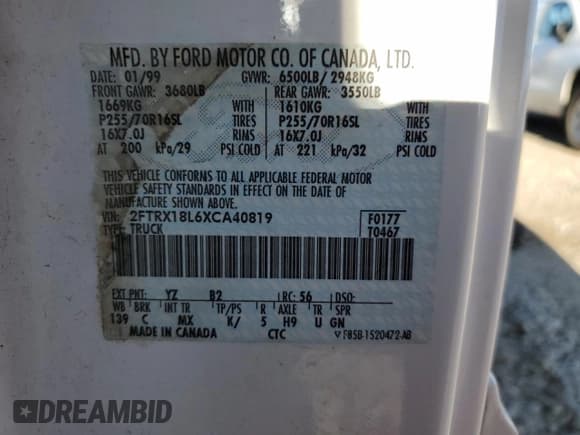 MFD. BY FORD MOTOR CO. OF CANADA, LTD.
DATE: 01/99 GVWR: 6500LB/ 2948KG
FRONT GAWR: 3680LB REAR GAWR: 3550LB
1669KG WITH 1610KG WITH
P255/70R16SL TIRES P255/70R16SL TIRES
16X7.0J RIMS 16X7.0J RIMS
AT 200 kPa/29 PSI COLD AT 221 kPa/32 PSI COLD
THIS VEHICLE CONFORMS TO ALL APPLICABLE FEDERAL MOTOR
VEHICLE SAFETY STANDARDS IN EFFECT ON THE DATE OF
MANUFACTURE SHOWN ABOVE.
VIN: 2FTRX18L6XCA40819 F0177
TYPE: TRUCK T0467
EXT PNT: YZ B2 RC: 56 DSO:
WB BRK INT TR TP/PS R AXLE TR SPR
139 C MX K/ 5 H9 U GN
MADE IN CANADA CTC F85B-1520472-AB
DREAMBID